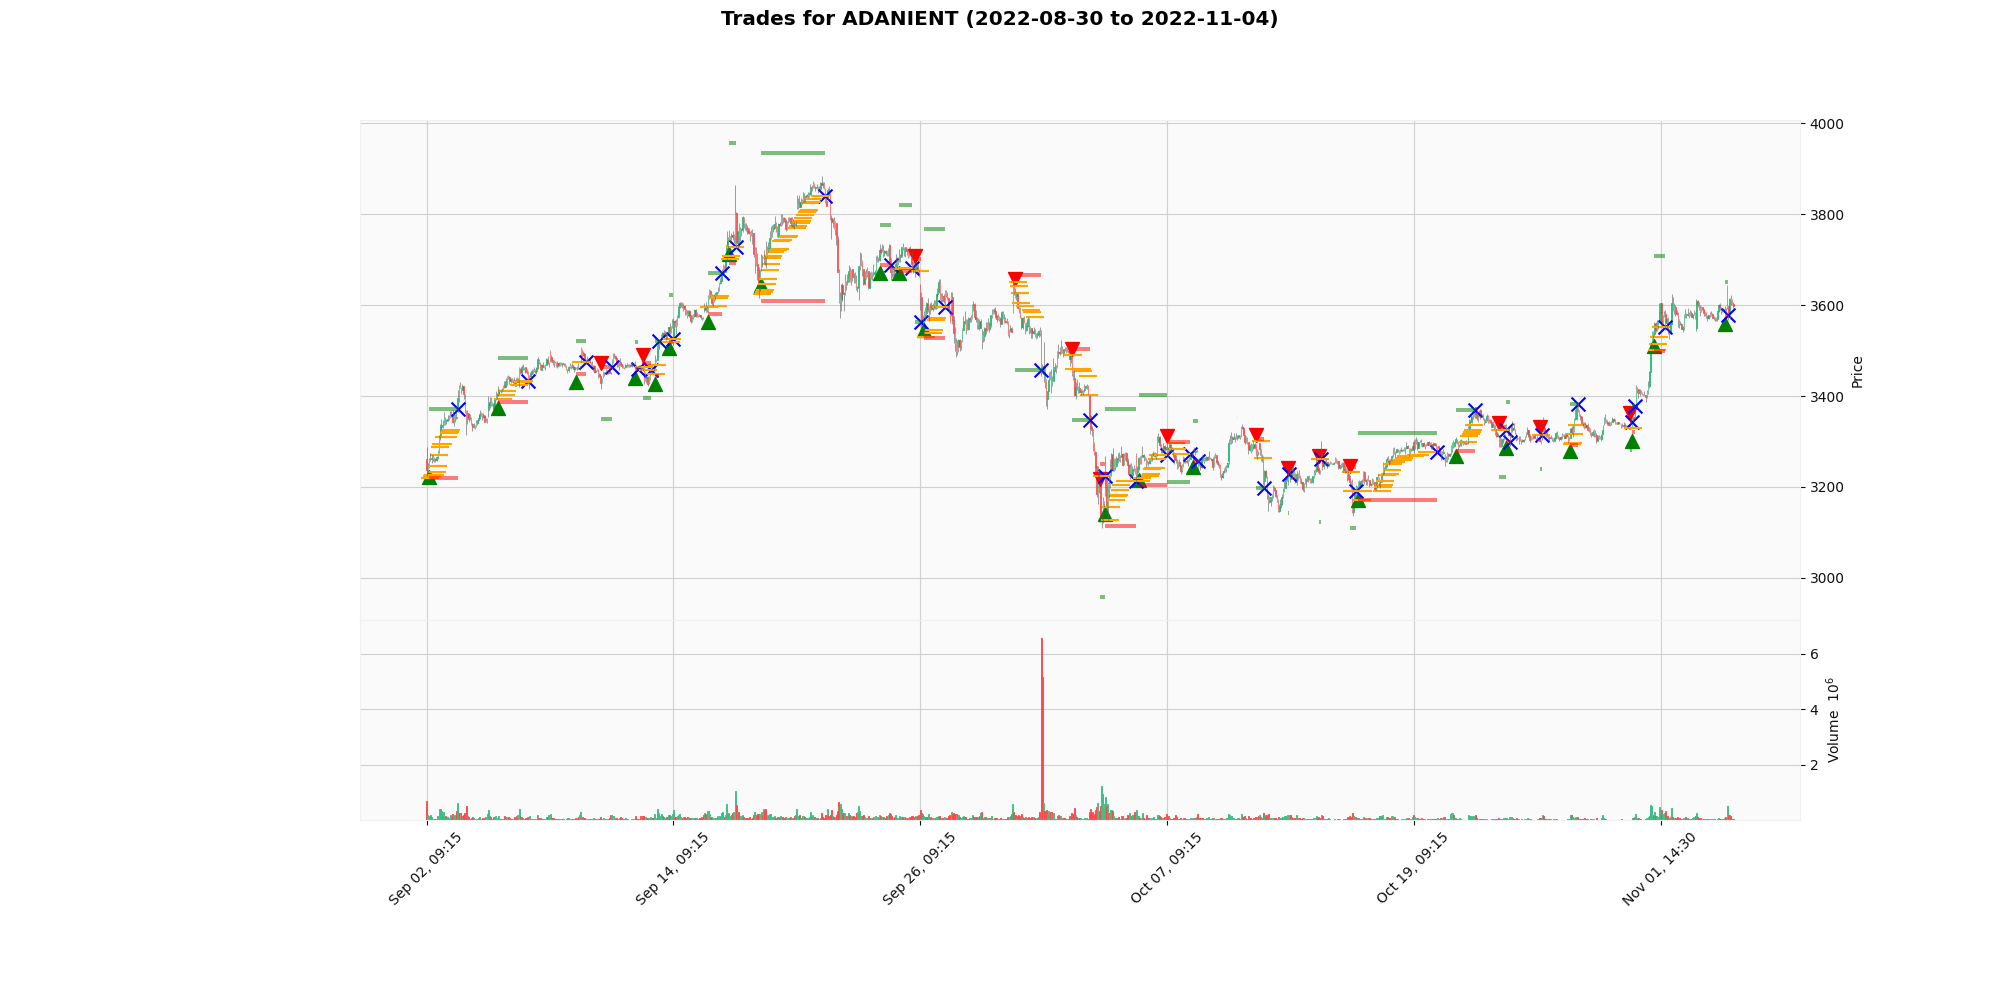 Trades for ADANIENT (2022-08-30 to 2022-11-04)
4000
3800
3600
3400
3200
3000
Price
6
4
2
Volume 10^6
Sep 02, 09:15
Sep 14, 09:15
Sep 26, 09:15
Oct 07, 09:15
Oct 19, 09:15
Nov 01, 14:30